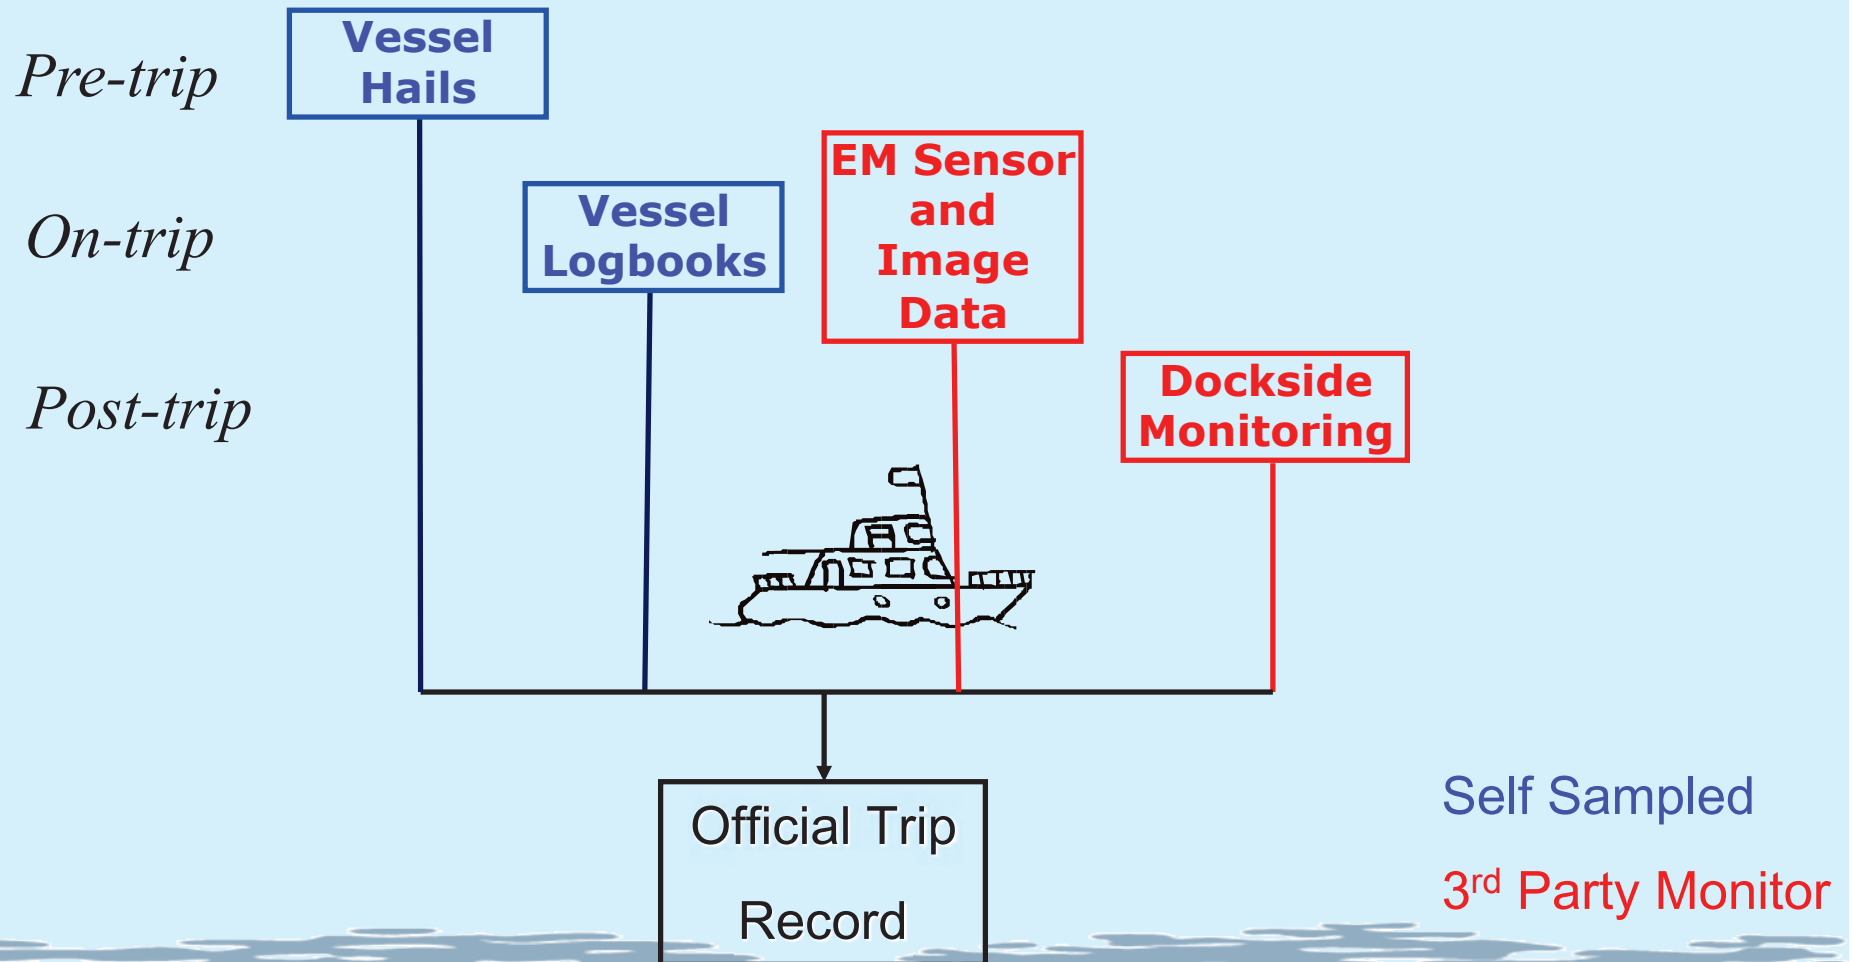 Pre-trip
Vessel
Hails
On-trip
Vessel
Logbooks
EM Sensor
and
Image
Data
Post-trip
Dockside
Monitoring
Official Trip
Record
Self Sampled
3rd Party Monitor